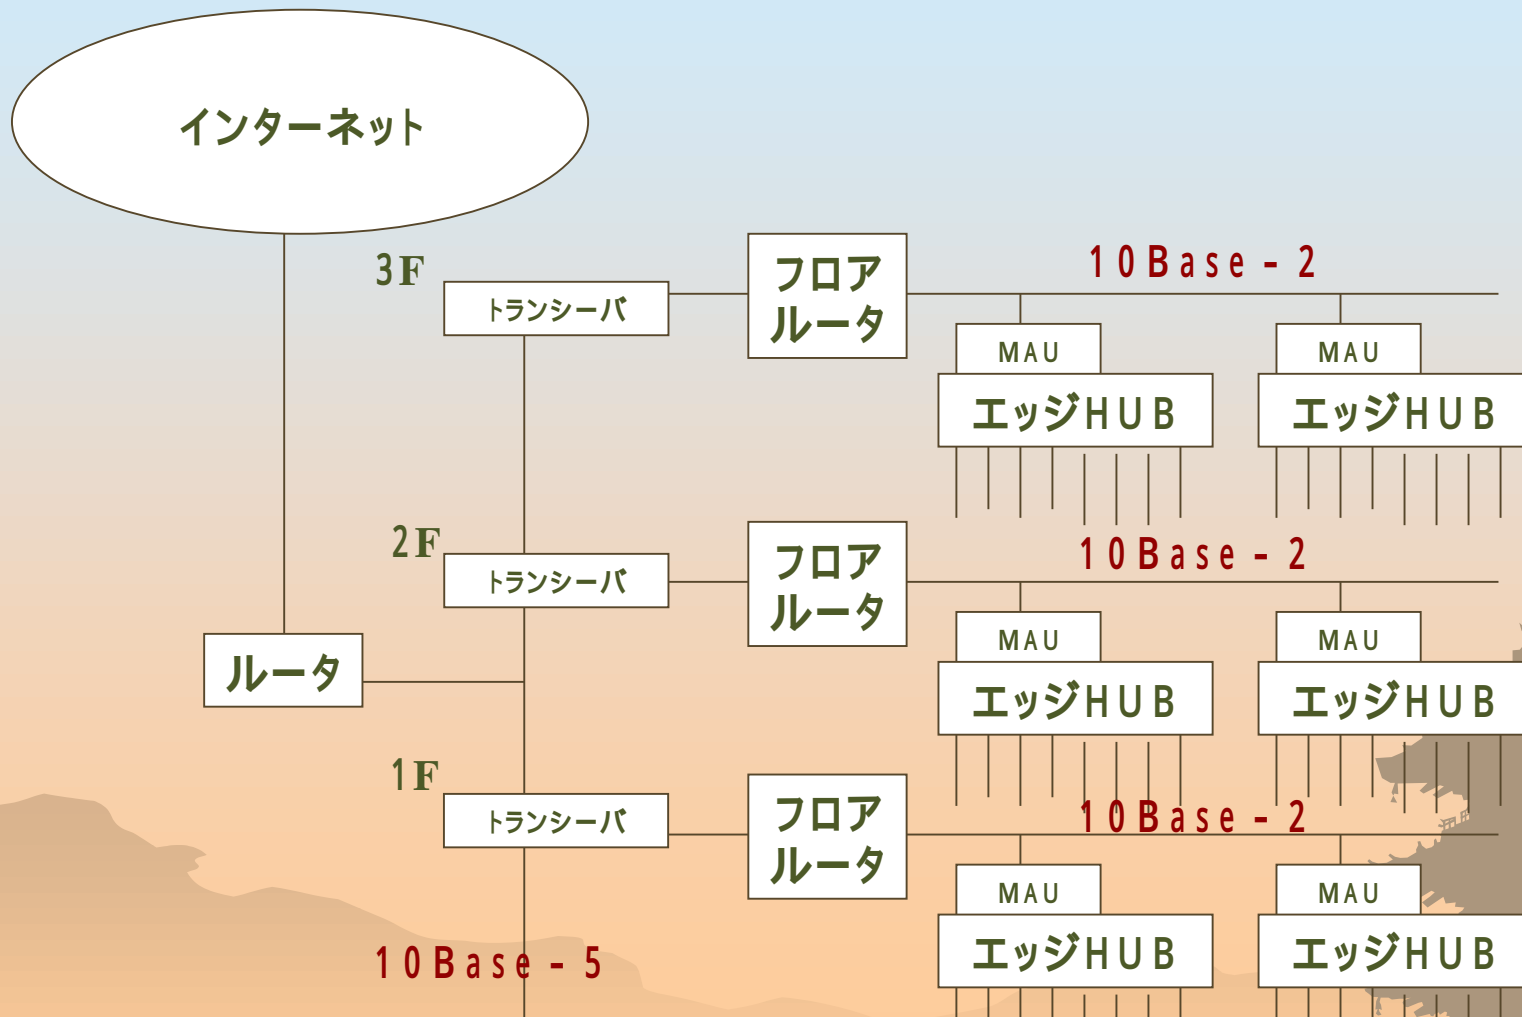 インターネット
3F
トランシーバ
フロア
ルータ
10Base-2
MAU
MAU
エッジHUB
エッジHUB
2F
トランシーバ
フロア
ルータ
10Base-2
MAU
MAU
エッジHUB
エッジHUB
ルータ
1F
トランシーバ
フロア
ルータ
10Base-2
MAU
MAU
エッジHUB
エッジHUB
10Base-5